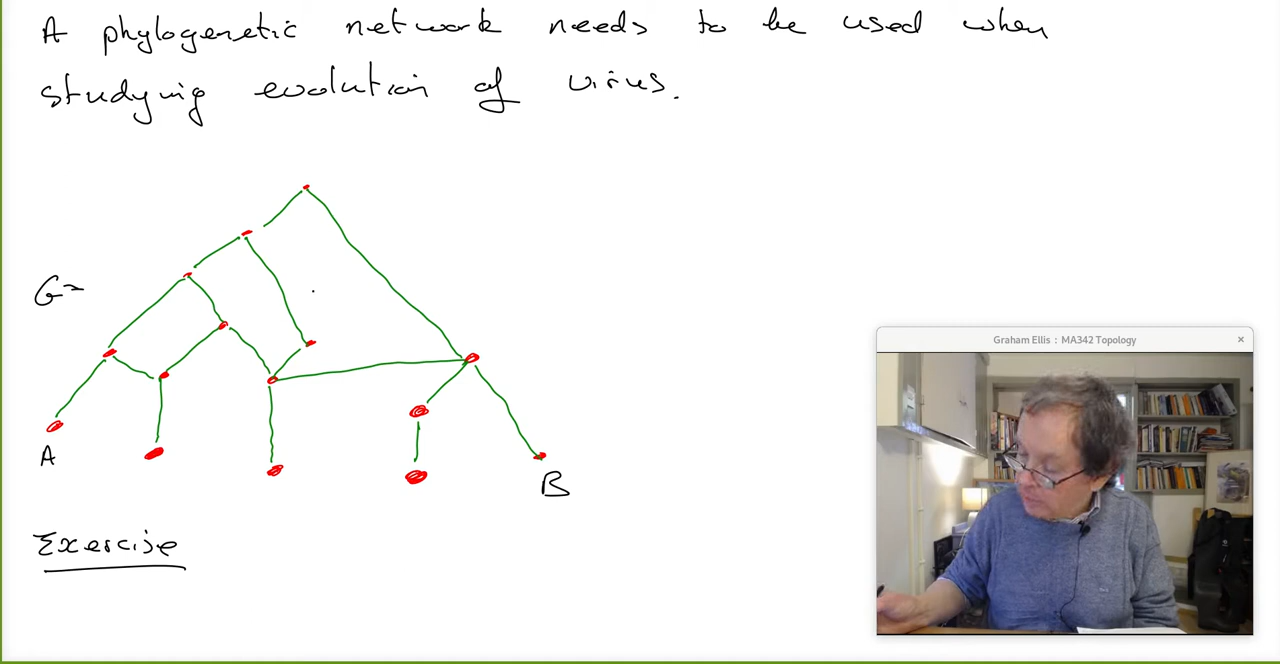 A phylogenetic network needs to be used when
studying evolution of virus.
G=
A
B
Exercise
Graham Ellis : MA342 Topology